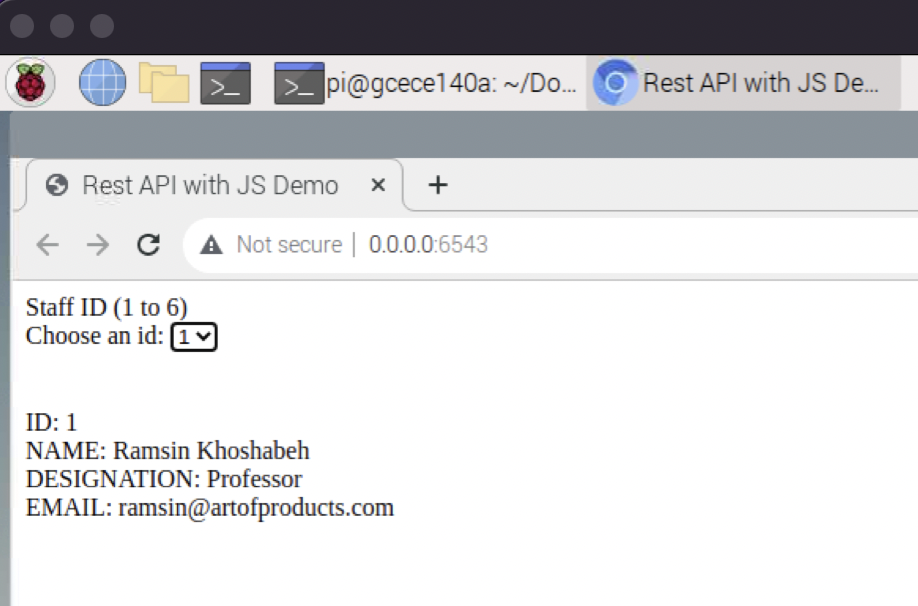 pi@gcece140a: ~/Do...
Rest API with JS De...
Rest API with JS Demo
Not secure
0.0.0.0:6543
Staff ID (1 to 6)
Choose an id: 1
ID: 1
NAME: Ramsin Khoshabeh
DESIGNATION: Professor
EMAIL: ramsin@artofproducts.com